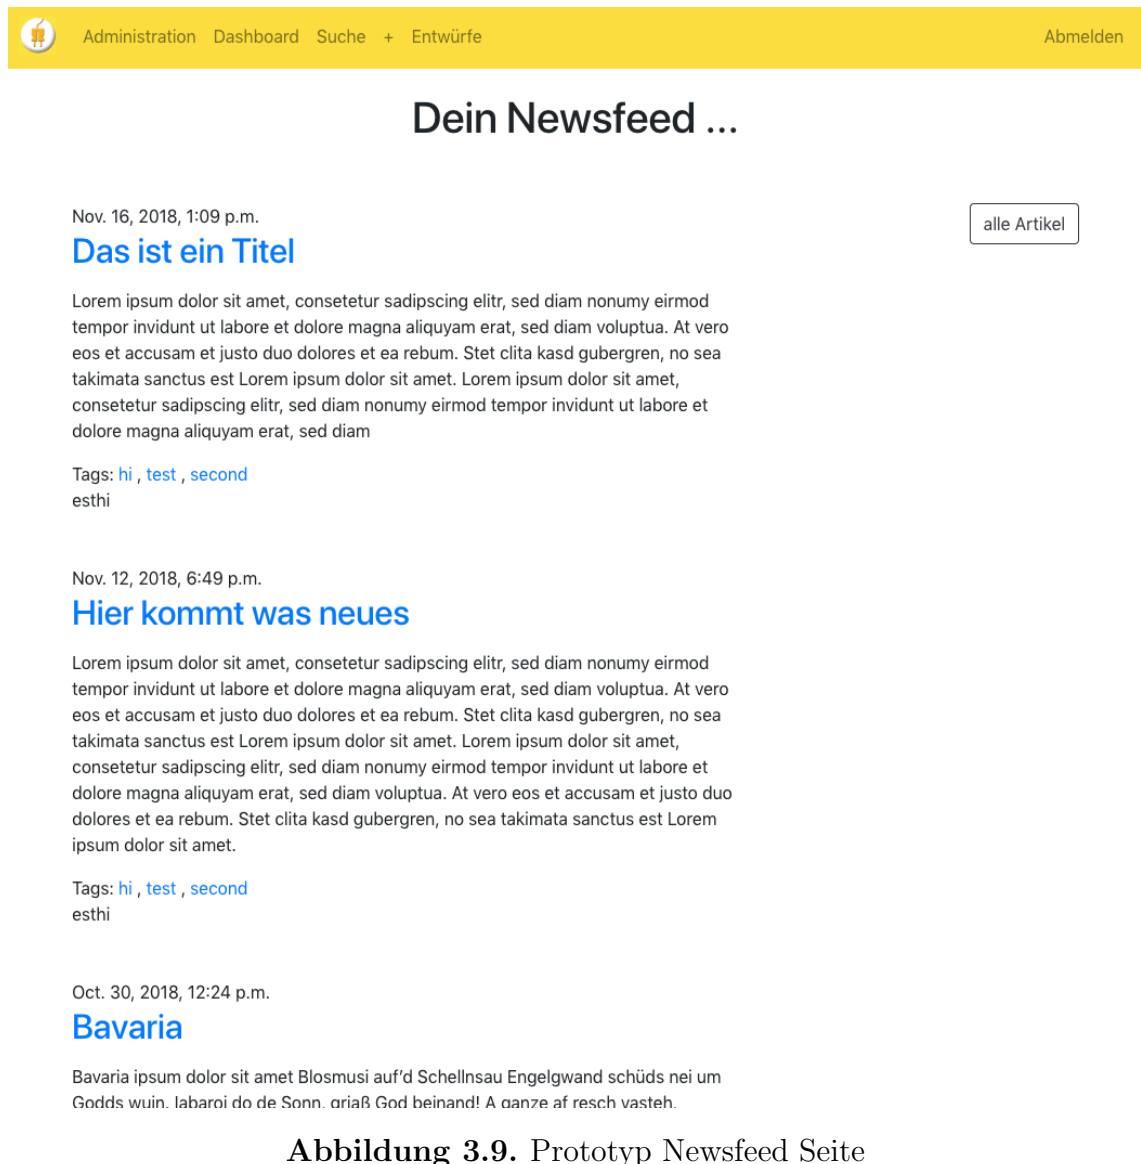 Administration Dashboard Suche + Entwürfe Abmelden
Dein Newsfeed ...
Nov. 16, 2018, 1:09 p.m.
alle Artikel
Das ist ein Titel
Lorem ipsum dolor sit amet, consetetur sadipscing elitr, sed diam nonumy eirmod
tempor invidunt ut labore et dolore magna aliquyam erat, sed diam voluptua. At vero
eos et accusam et justo duo dolores et ea rebum. Stet clita kasd gubergren, no sea
takimata sanctus est Lorem ipsum dolor sit amet. Lorem ipsum dolor sit amet,
consetetur sadipscing elitr, sed diam nonumy eirmod tempor invidunt ut labore et
dolore magna aliquyam erat, sed diam
Tags: hi , test , second
esthi
Nov. 12, 2018, 6:49 p.m.
Hier kommt was neues
Lorem ipsum dolor sit amet, consetetur sadipscing elitr, sed diam nonumy eirmod
tempor invidunt ut labore et dolore magna aliquyam erat, sed diam voluptua. At vero
eos et accusam et justo duo dolores et ea rebum. Stet clita kasd gubergren, no sea
takimata sanctus est Lorem ipsum dolor sit amet. Lorem ipsum dolor sit amet,
consetetur sadipscing elitr, sed diam nonumy eirmod tempor invidunt ut labore et
dolore magna aliquyam erat, sed diam voluptua. At vero eos et accusam et justo duo
dolores et ea rebum. Stet clita kasd gubergren, no sea takimata sanctus est Lorem
ipsum dolor sit amet.
Tags: hi , test , second
esthi
Oct. 30, 2018, 12:24 p.m.
Bavaria
Bavaria ipsum dolor sit amet Blosmusi auf’d Schellnsau Engelgwand schüds nei um
Godds wuin, labaroi do de Sonn, griaß God beinand! A ganze af resch vasteh,
Abbildung 3.9. Prototyp Newsfeed Seite